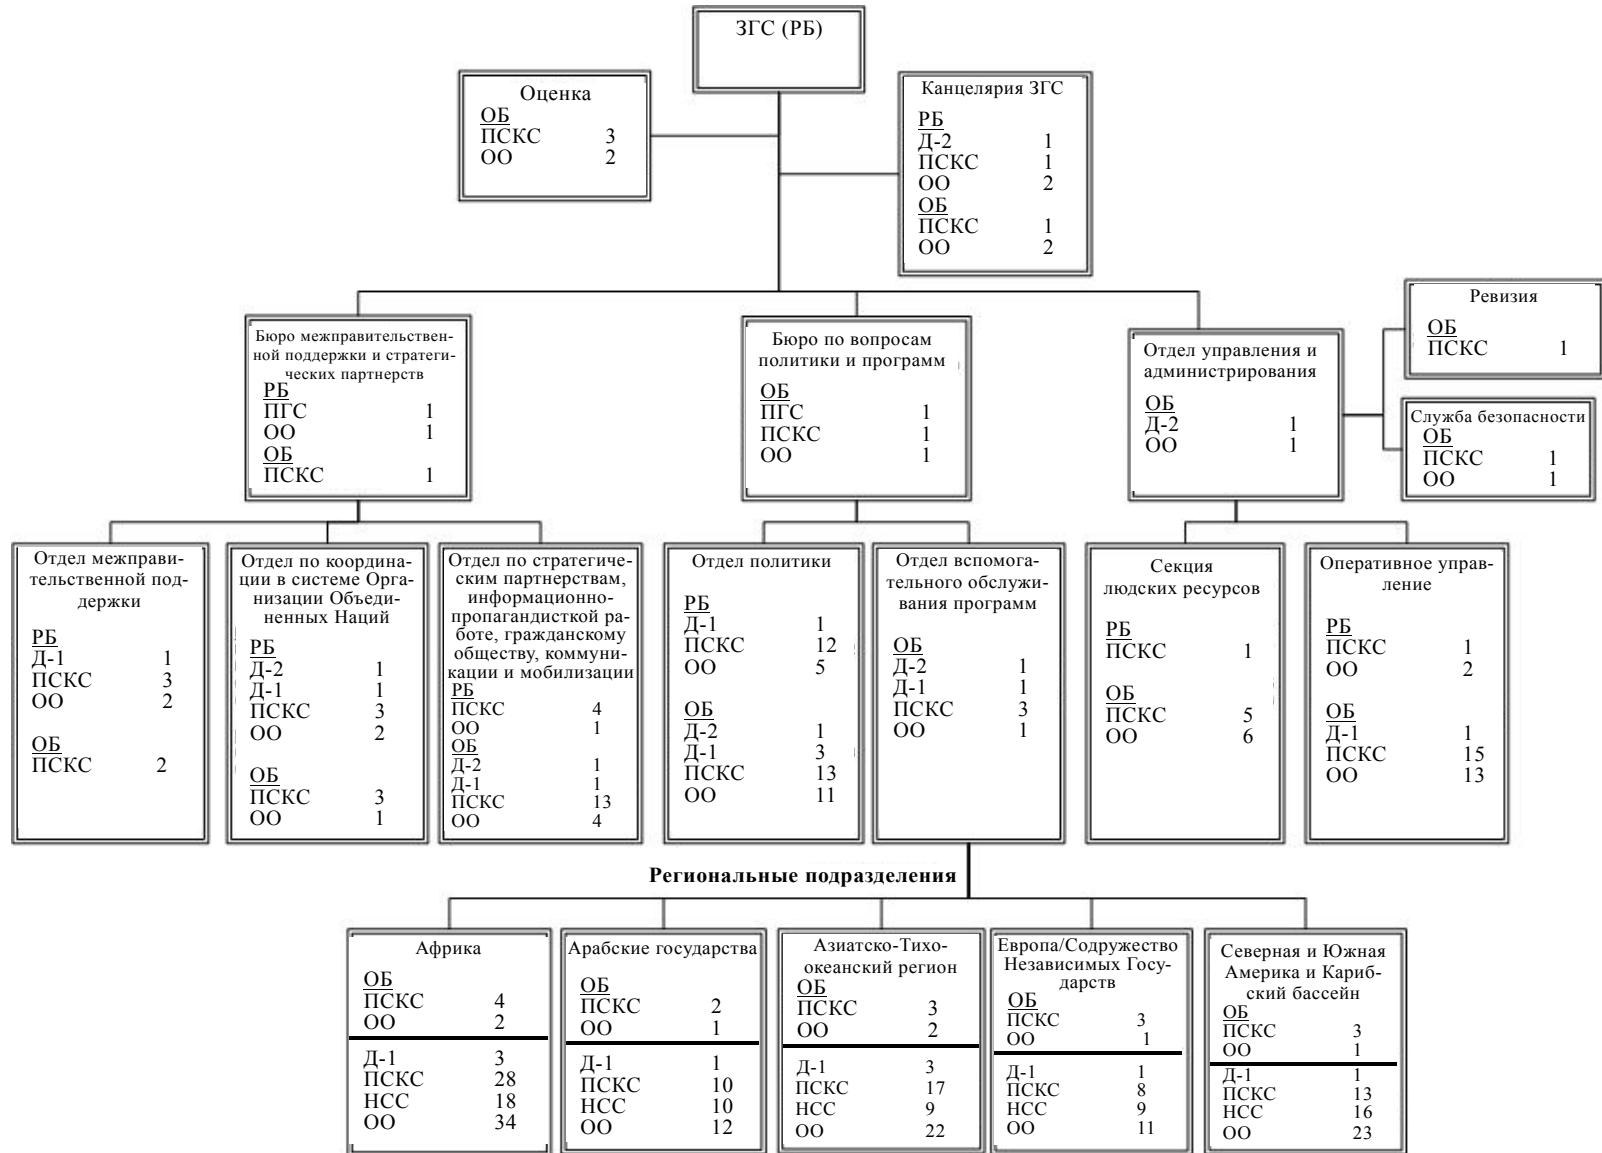 ЗГС (РБ)
Оценка
ОБ
ПСКС 3
ОО 2
Канцелярия ЗГС
РБ
Д-2 1
ПСКС 1
ОО 2
ОБ
ПСКС 1
ОО 2
Бюро межправительствен-
ной поддержки и стратеги-
ческих партнерств
РБ
ПГС 1
ОО 1
ОБ
ПСКС 1
Бюро по вопросам
политики и программ
ОБ
ПГС 1
ПСКС 1
ОО 1
Отдел управления и
администрирования
ОБ
Д-2 1
ОО 1
Ревизия
ОБ
ПСКС 1
Служба безопасности
ОБ
ПСКС 1
ОО 1
Отдел межправи-
тельственной под-
держки
РБ
Д-1 1
ПСКС 3
ОО 2
ОБ
ПСКС 2
Отдел по координа-
ции в системе Орга-
низации Объеди-
ненных Наций
РБ
Д-2 1
Д-1 1
ПСКС 3
ОО 2
ОБ
ПСКС 3
ОО 1
Отдел по стратегиче-
ским партнерствам,
информационно-
пропагандисткой ра-
боте, гражданскому
обществу, коммуни-
кации и мобилизации
РБ
ПСКС 4
ОО 1
ОБ
Д-2 1
Д-1 1
ПСКС 13
ОО 4
Отдел политики
РБ
Д-1 1
ПСКС 12
ОО 5
ОБ
Д-2 1
Д-1 3
ПСКС 13
ОО 11
Отдел вспомога-
тельного обслужи-
вания программ
ОБ
Д-2 1
Д-1 1
ПСКС 3
ОО 1
Секция
людских ресурсов
РБ
ПСКС 1
ОБ
ПСКС 5
ОО 6
Оперативное управ-
ление
РБ
ПСКС 1
ОО 2
ОБ
Д-1 1
ПСКС 15
ОО 13
Региональные подразделения
Африка
ОБ
ПСКС 4
ОО 2
Д-1 3
ПСКС 28
НСС 18
ОО 34
Арабские государства
ОБ
ПСКС 2
ОО 1
Д-1 1
ПСКС 10
НСС 10
ОО 12
Азиатско-Тихо-
океанский регион
ОБ
ПСКС 3
ОО 2
Д-1 3
ПСКС 17
НСС 9
ОО 22
Европа/Содружество
Независимых Госу-
дарств
ОБ
ПСКС 3
ОО 1
Д-1 1
ПСКС 8
НСС 9
ОО 11
Северная и Южная
Америка и Кариб-
ский бассейн
ОБ
ПСКС 3
ОО 1
Д-1 1
ПСКС 13
НСС 16
ОО 23